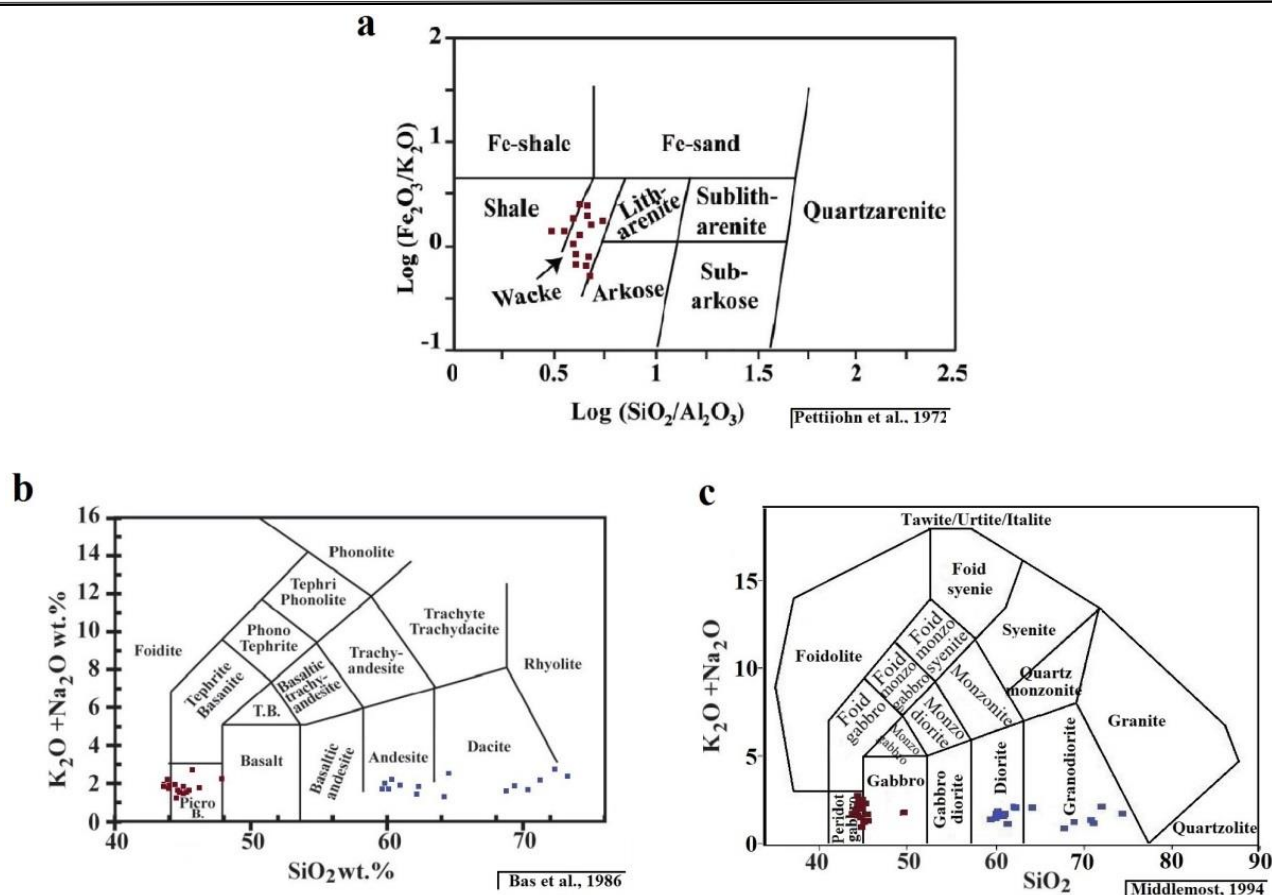 a
2
1
0
-1
Log (Fe2O3/K2O)
Fe-shale
Fe-sand
Shale
Lith-
arenite
Sublith-
arenite
Quartzarenite
Wacke
Arkose
Sub-
arkose
0
0.5
1
1.5
2
2.5
Log (SiO2/Al2O3)
Pettijohn et al., 1972
b
16
14
12
10
8
6
4
2
0
K2O +Na2O wt.%
Phonolite
Tephri
Phonolite
Foidite
Phono
Tephrite
Trachyte
Trachydacite
Tephrite
Basanite
Basaltic
trachy-
andesite
Trachy-
andesite
Rhyolite
T.B.
Basalt
Basaltic
andesite
Andesite
Dacite
Picro
B.
40
50
60
70
SiO2 wt.%
Bas et al., 1986
c
15
10
5
0
K2O +Na2O
Tawite/Urtite/Italite
Foid
syenie
Foidolite
Foid
monzo
syenite
Syenite
Foid
monzo
gabbro
Foid
gabbro
Monzonite
Quartz
monzonite
Monzo
diorite
Monzo
gabbro
Granite
Peridot
gabbro
Gabbro
Gabbro
diorite
Diorite
Granodiorite
Quartzolite
40
50
60
70
80
90
SiO2
Middlemost, 1994